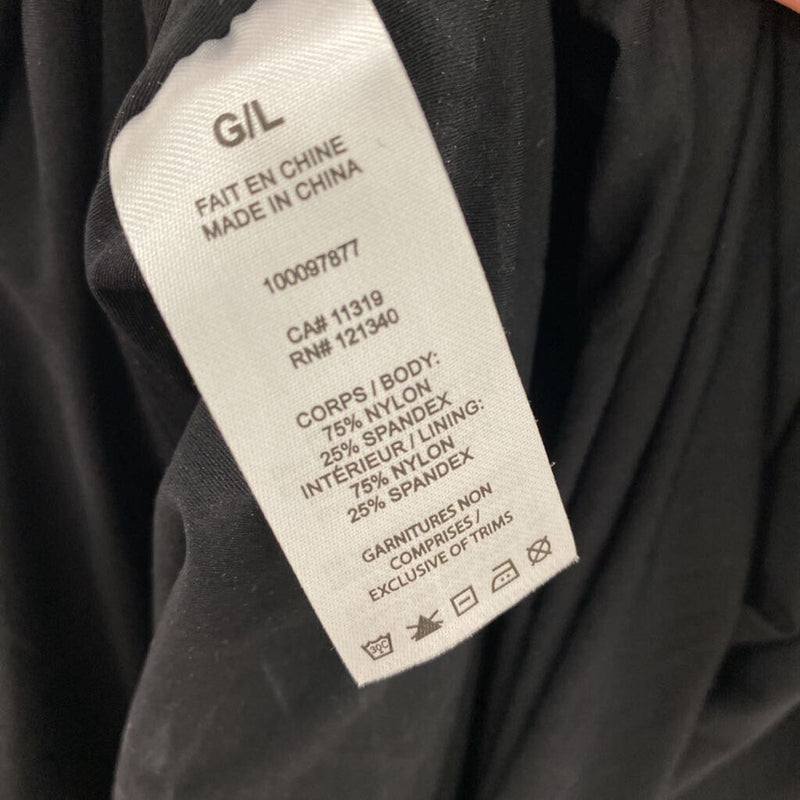 G/L
FAIT EN CHINE
MADE IN CHINA
100097877
CA# 11319
RN# 121340
CORPS / BODY:
75% NYLON
25% SPANDEX
INTÉRIEUR / LINING:
75% NYLON
25% SPANDEX
GARNITURES NON
COMPRISES /
EXCLUSIVE OF TRIMS
30C